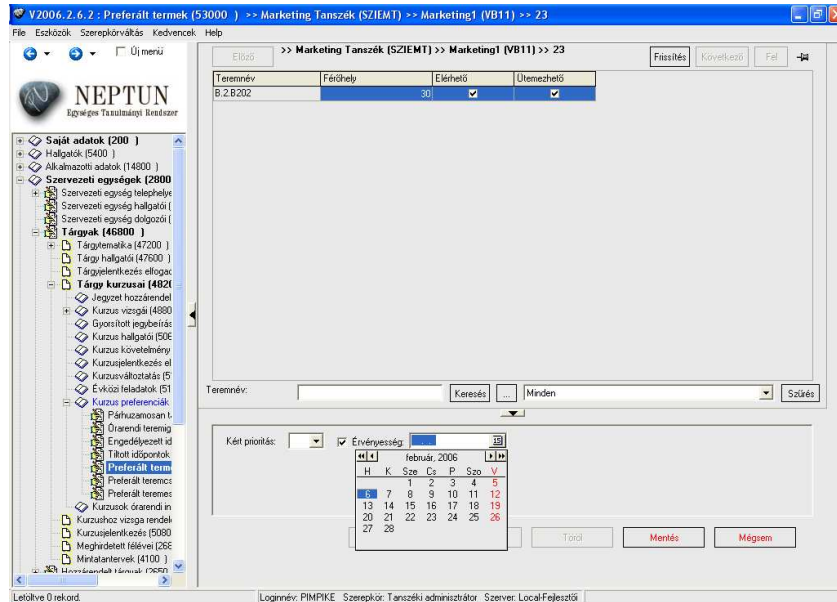 V2006.2.6.2 : Preferált termek (53000 ) >> Marketing Tanszék (SZIEMT) >> Marketing1 (VB11) >> 23
File Eszközök Szerepkörváltás Kedvencek Help
Új menü
Előző >> Marketing Tanszék (SZIEMT) >> Marketing1 (VB11) >> 23 Frissítés Következő Fel
NEPTUN
Egységes Tanulmányi Rendszer
Teremnév Férőhely Elérhető Ütemezhető
B.2.B202 30
Saját adatok (200 )
Hallgatók (5400 )
Alkalmazotti adatok (14800 )
Szervezeti egységek (2800
Szervezeti egység telephelye
Szervezeti egység hallgatói (
Szervezeti egység dolgozói (
Tárgyak (46800 )
Tárgytematika (47200 )
Tárgy hallgatói (47600 )
Tárgyjelentkezés elfogad
Tárgy kurzusai (482
Jegyzet hozzárendel
Kurzus vizsgái (4880
Gyorsított jegybeírás
Kurzus hallgatói (506
Kurzus követelmény
Kurzusjelentkezés el
Kurzusváltoztatás (5
Évközi feladatok (51
Kurzus preferenciák
Párhuzamosan t
Órarendi teremig
Engedélyezett id
Tiltott időpontok
Preferált term
Preferált teremcs
Preferált teremes
Kurzusok órarendi in
Kurzushoz vizsga rendel
Kurzusjelentkezés (5080
Meghirdetett félévei (268
Mintatantervek (4100 )
Hozzárendelt tárgyak (2650
Teremnév: Keresés ... Minden Szűrés
Kért prioritás: Érvényesség: . . 15
február, 2006
H K Sze Cs P Szo V
1 2 3 4 5
6 7 8 9 10 11 12
13 14 15 16 17 18 19
20 21 22 23 24 25 26
27 28
Töröl Mentés Mégsem
Letöltve 0 rekord. Loginnév: PIMPIKE Szerepkör: Tanszéki adminisztrátor Szerver: Local-Fejlesztői